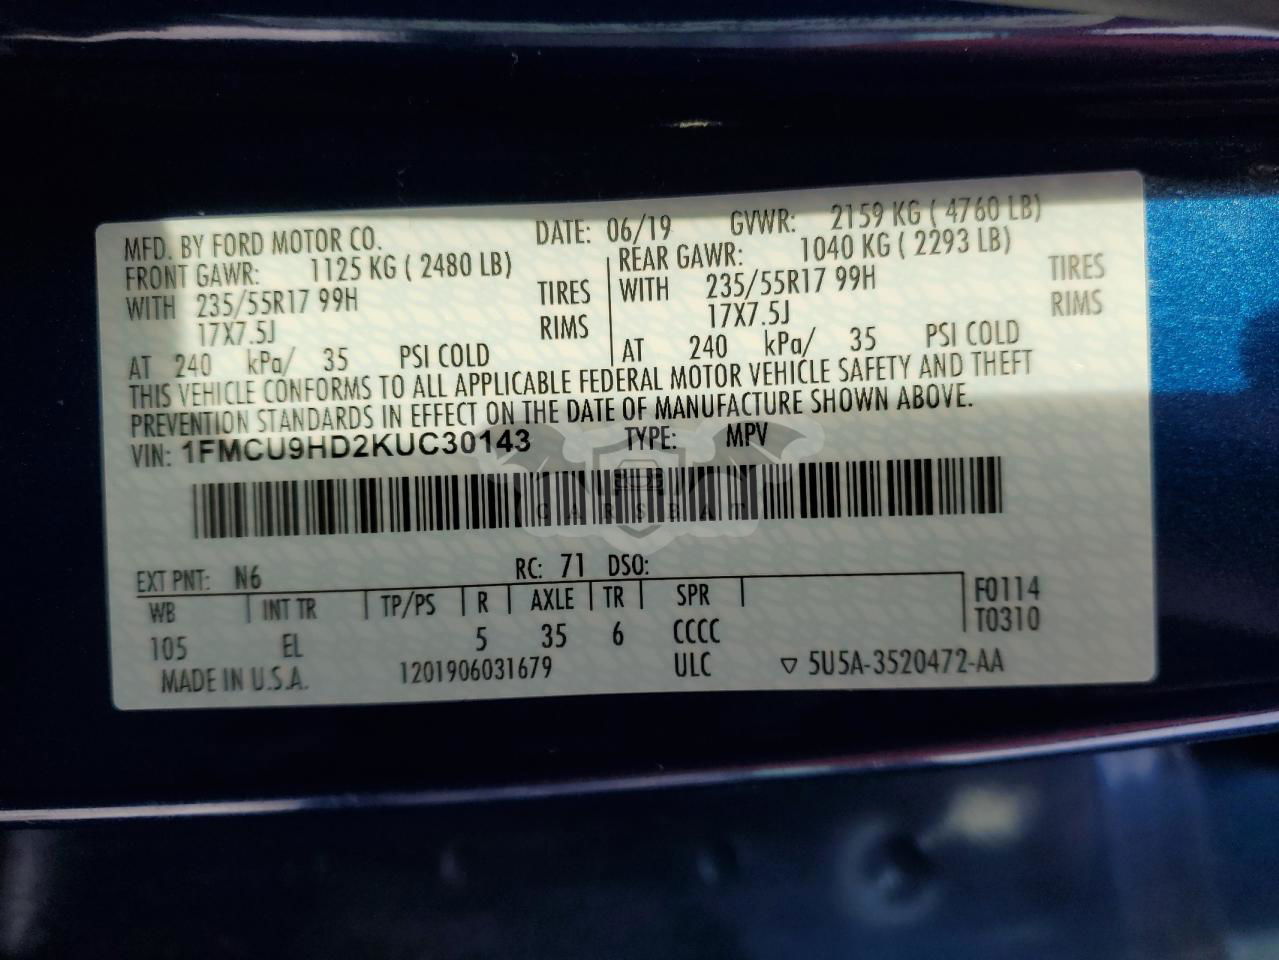 MFD. BY FORD MOTOR CO. DATE: 06/19 GVWR: 2159 KG ( 4760 LB)
FRONT GAWR: 1125 KG ( 2480 LB) REAR GAWR: 1040 KG ( 2293 LB)
WITH 235/55R17 99H TIRES WITH 235/55R17 99H TIRES
17X7.5J RIMS 17X7.5J RIMS
AT 240 kPa/ 35 PSI COLD AT 240 kPa/ 35 PSI COLD
THIS VEHICLE CONFORMS TO ALL APPLICABLE FEDERAL MOTOR VEHICLE SAFETY AND THEFT
PREVENTION STANDARDS IN EFFECT ON THE DATE OF MANUFACTURE SHOWN ABOVE.
VIN: 1FMCU9HD2KUC30143 TYPE: MPV
CARSBAT
EXT PNT: N6 RC: 71 DSO:
WB INT TR TP/PS R AXLE TR SPR F0114
105 EL 5 35 6 CCCC T0310
MADE IN U.S.A. 1201906031679 ULC ▽ 5U5A-3520472-AA